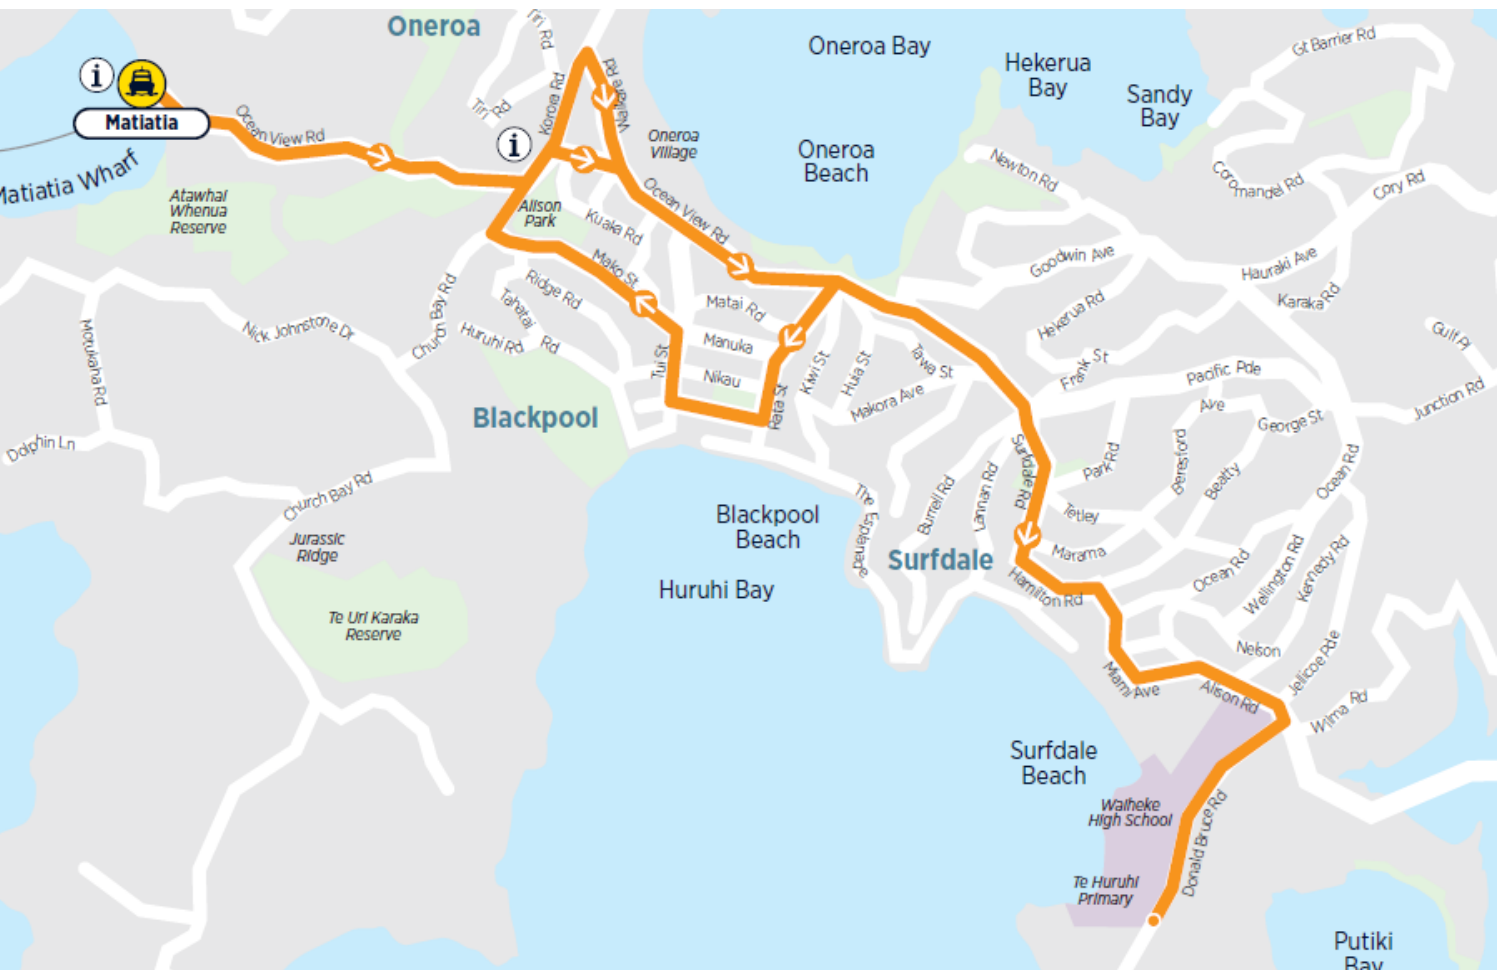 Oneroa
Tiri Rd
Oneroa Bay
Gt Barrier Rd
Hekerua
Bay
i
Matiatia
Sandy
Bay
Tiri Rd
Korora Rd
Waikare Rd
Ocean View Rd
i
Oneroa
Village
Oneroa
Beach
Newton Rd
Matiatia Wharf
Atawhai
Whenua
Reserve
Alison
Park
Kuaka Rd
Ocean View Rd
Coromandel Rd
Cory Rd
Goodwin Ave
Hauraki Ave
Mako St
Ridge Rd
Tahatai Rd
Church Bay Rd
Matai Rd
Hekerua Rd
Karaka Rd
Nick Johnstone Dr
Motukaha Rd
Huruhi Rd
Manuka
Gulf Pl
Tui St
Nikau
Kiwi St
Huia St
Tawa St
Frank St
Pacific Pde
Rata St
Makora Ave
Junction Rd
Blackpool
Ave
George St
Dolphin Ln
Surfdale Rd
Park Rd
Beresford
Beatty
Ocean Rd
Church Bay Rd
The Esplanade
Burrell Rd
Lannan Rd
Tetley
Blackpool
Beach
Jurassic
Ridge
Surfdale
Marama
Huruhi Bay
Hamilton Rd
Ocean Rd
Wellington Rd
Kennedy Rd
Te Uri Karaka
Reserve
Nelson
Jellicoe Pde
Miami Ave
Alison Rd
Wilma Rd
Surfdale
Beach
Waiheke
High School
Donald Bruce Rd
Te Huruhi
Primary
Putiki
Bay